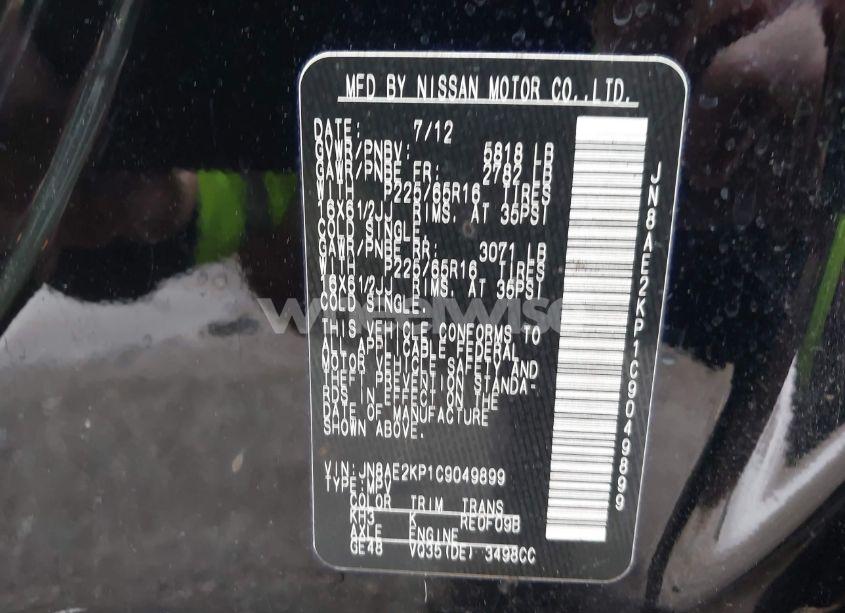 MFD BY NISSAN MOTOR CO.,LTD.
DATE: 7/12
GVWR/PNBV: 5818 LB
GAWR/PNBE FR: 2782 LB
WITH P225/65R16 TIRES
16X61/2JJ RIMS. AT 35PSI
COLD SINGLE.
GAWR/PNBE RR: 3071 LB
WITH P225/65R16 TIRES
16X61/2JJ RIMS. AT 35PSI
COLD SINGLE.
THIS VEHICLE CONFORMS TO
ALL APPLICABLE FEDERAL
MOTOR VEHICLE SAFETY AND
THEFT PREVENTION STANDA-
RDS IN EFFECT ON THE
DATE OF MANUFACTURE
SHOWN ABOVE.
VIN:JN8AE2KP1C9049899
TYPE:MPV
COLOR TRIM TRANS
KH3 K RE0F09B
AXLE ENGINE
GE48 VQ35(DE) 3498CC
JN8AE2KP1C9049899
wheelwise